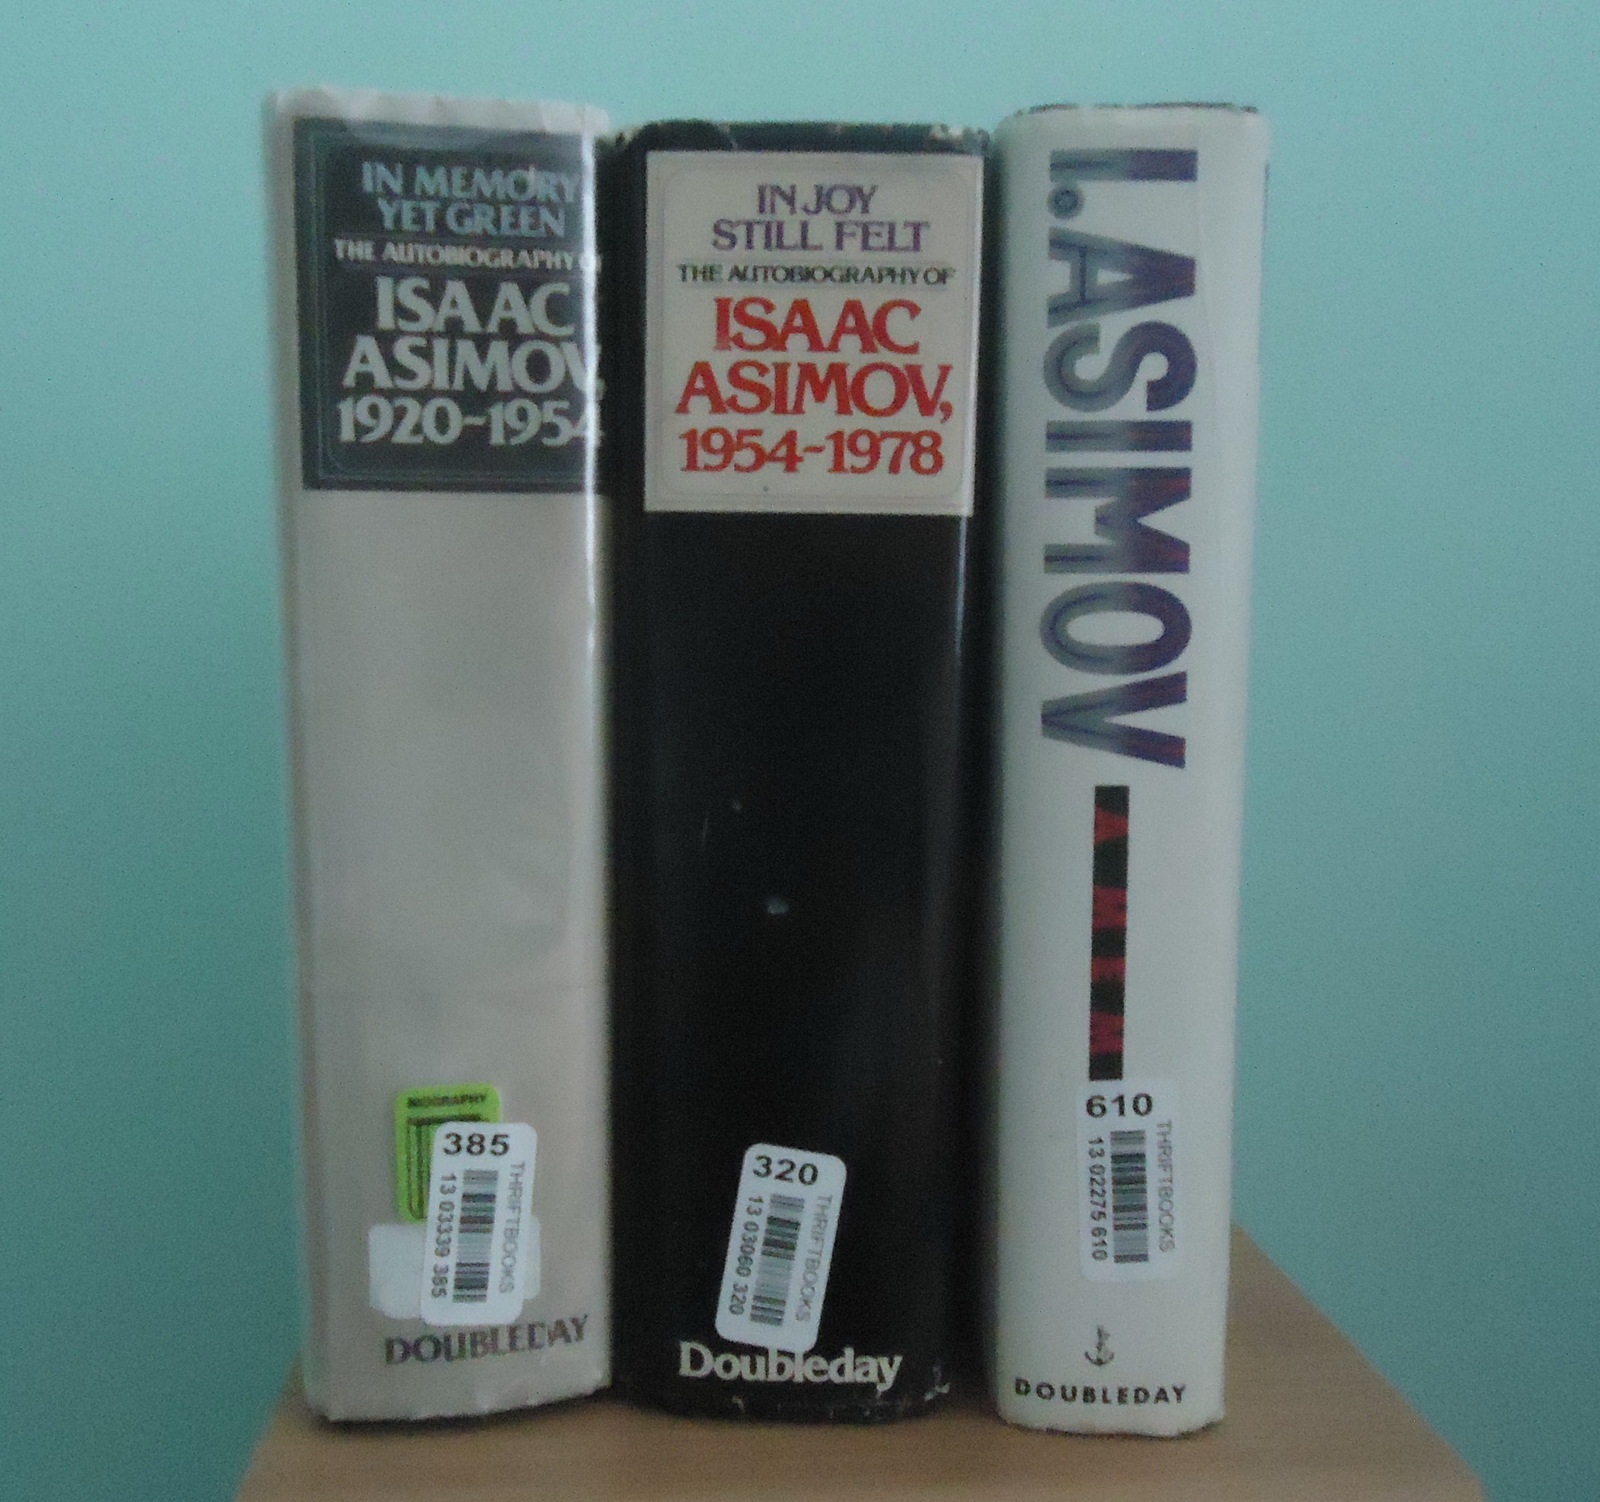 IN MEMORY
YET GREEN
THE AUTOBIOGRAPHY
ISAAC
ASIMOV,
1920-1954
BIOGRAPHY
385
13 03339 385
THRIFTBOOKS
DOUBLEDAY
IN JOY
STILL FELT
THE AUTOBIOGRAPHY OF
ISAAC
ASIMOV,
1954-1978
320
13 03060 320
THRIFTBOOKS
Doubleday
I. ASIMOV
A MEM
610
13 02275 610
THRIFTBOOKS
DOUBLEDAY